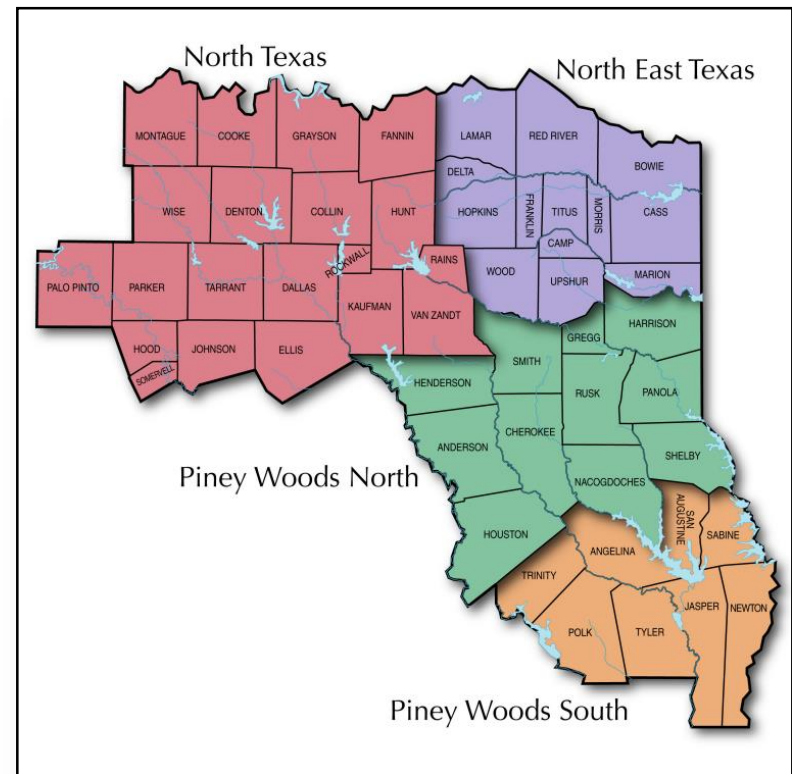 North Texas
North East Texas
MONTAGUE
COOKE
GRAYSON
FANNIN
LAMAR
RED RIVER
BOWIE
DELTA
WISE
DENTON
COLLIN
HUNT
HOPKINS
FRANKLIN
TITUS
MORRIS
CASS
CAMP
PALO PINTO
PARKER
TARRANT
DALLAS
ROCKWALL
RAINS
WOOD
UPSHUR
MARION
KAUFMAN
VAN ZANDT
HARRISON
GREGG
HOOD
JOHNSON
ELLIS
SOMERVELL
SMITH
HENDERSON
RUSK
PANOLA
CHEROKEE
ANDERSON
SHELBY
Piney Woods North
NACOGDOCHES
SAN
AUGUSTINE
SABINE
HOUSTON
ANGELINA
TRINITY
JASPER
NEWTON
POLK
TYLER
Piney Woods South